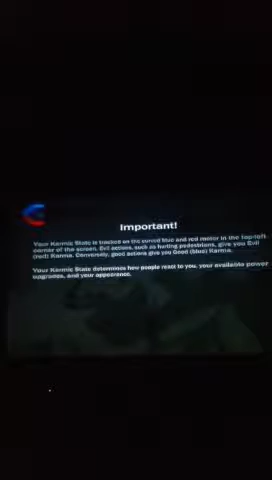 Important!
Your Karmic State is tracked on the curved blue and red meter in the top-left
corner of the screen. Evil actions, such as hurting pedestrians, give you Evil
(red) Karma. Conversely, good actions give you Good (blue) Karma.
Your Karmic State determines how people react to you, your available power
upgrades, and your appearance.